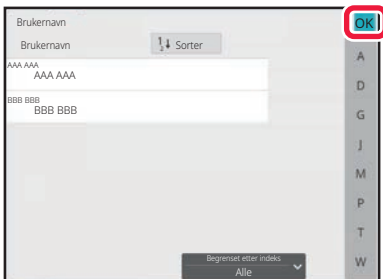 Brukernavn
OK
Brukernavn
Sorter
AAA AAA
AAA AAA
BBB BBB
BBB BBB
A
D
G
J
M
P
T
W
Begrenset etter indeks
Alle